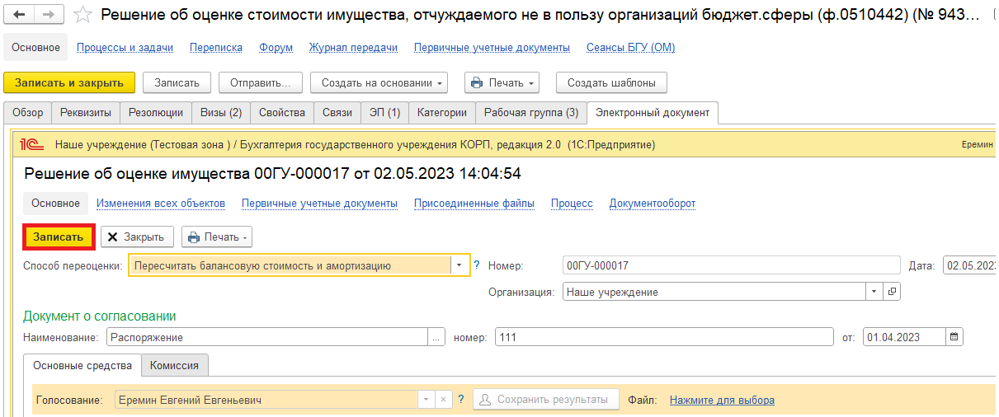 Решение об оценке стоимости имущества, отчуждаемого не в пользу организаций бюджет.сферы (ф.0510442) (№ 943...
Основное Процессы и задачи Переписка Форум Журнал передачи Первичные учетные документы Сеансы БГУ (ОМ)
Записать и закрыть Записать Отправить... Создать на основании Печать Создать шаблоны
Обзор Реквизиты Резолюции Визы (2) Свойства Связи ЭП (1) Категории Рабочая группа (3) Электронный документ
1С Наше учреждение (Тестовая зона ) / Бухгалтерия государственного учреждения КОРП, редакция 2.0 (1С:Предприятие) Еремин
Решение об оценке имущества 00ГУ-000017 от 02.05.2023 14:04:54
Основное Изменения всех объектов Первичные учетные документы Присоединенные файлы Процесс Документооборот
Записать Закрыть Печать
Способ переоценки: Пересчитать балансовую стоимость и амортизацию ? Номер: 00ГУ-000017 Дата: 02.05.202
Организация: Наше учреждение
Документ о согласовании
Наименование: Распоряжение ... номер: 111 от: 01.04.2023
Основные средства Комиссия
Голосование: Еремин Евгений Евгеньевич × ? Сохранить результаты Файл: Нажмите для выбора